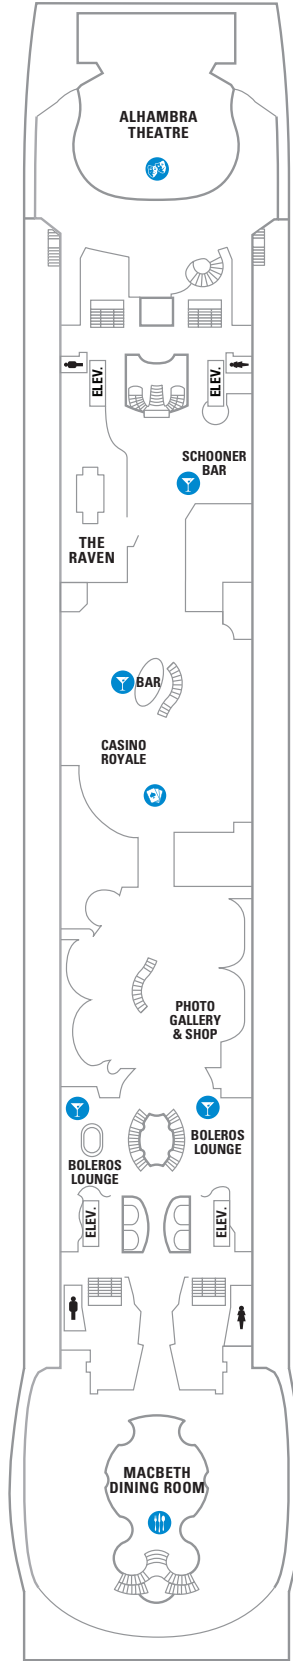 ALHAMBRA
THEATRE
ELEV.
ELEV.
SCHOONER
BAR
THE
RAVEN
BAR
CASINO
ROYALE
PHOTO
GALLERY
& SHOP
BOLEROS
LOUNGE
BOLEROS
LOUNGE
ELEV.
ELEV.
MACBETH
DINING ROOM